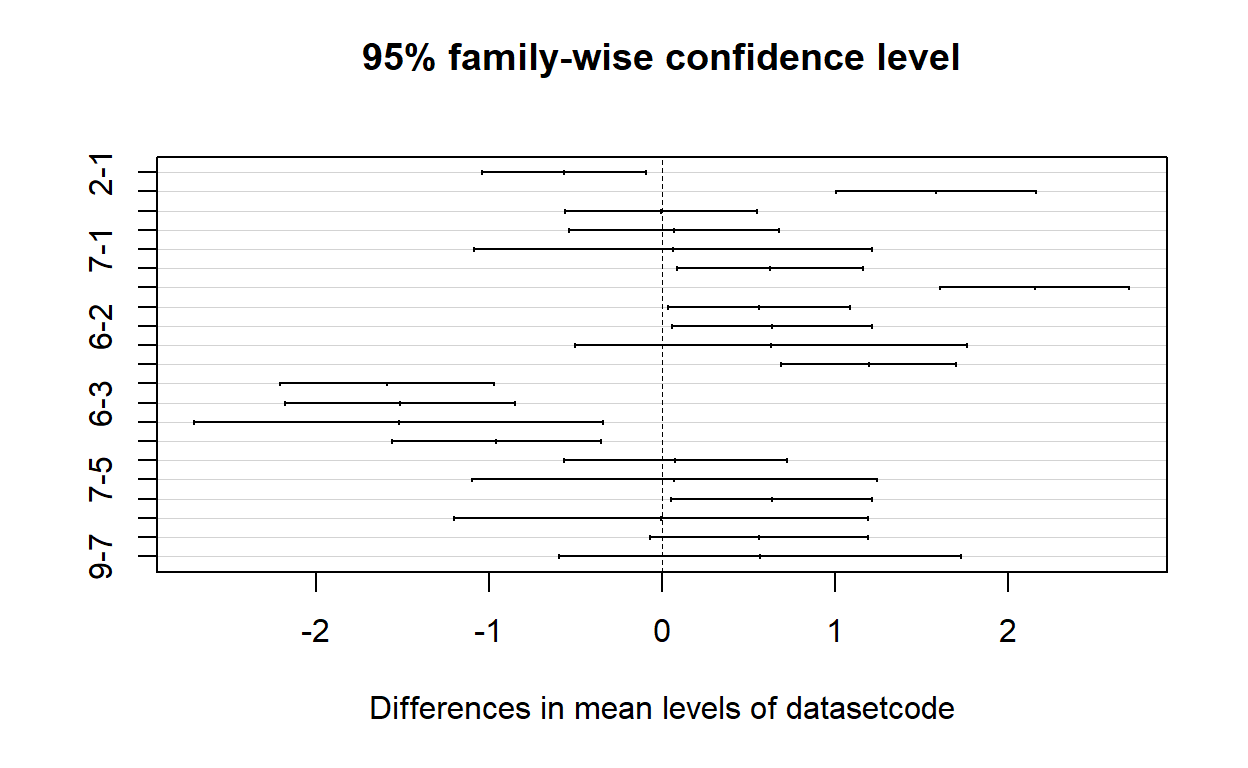 95% family-wise confidence level
2-1
7-1
6-2
6-3
7-5
9-7
-2 -1 0 1 2
Differences in mean levels of datasetcode